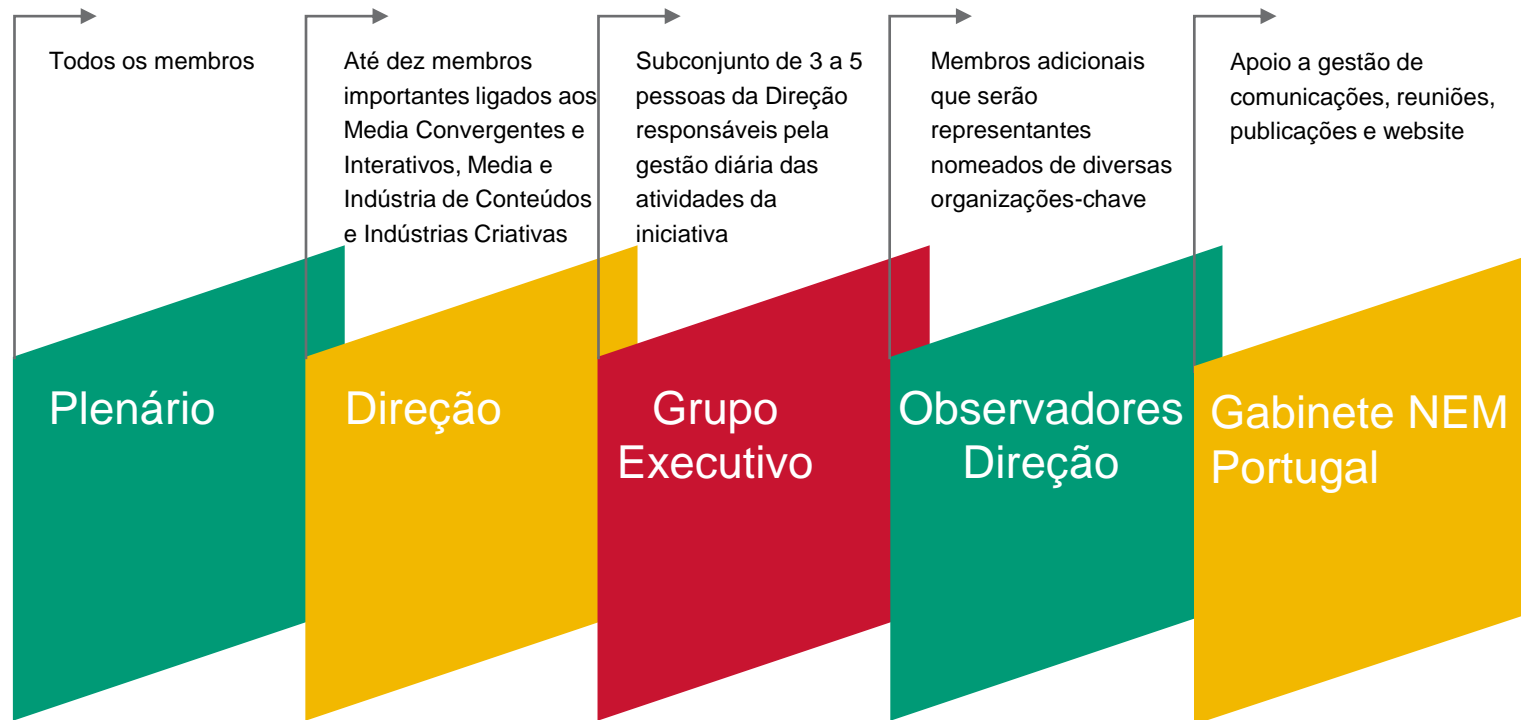 Todos os membros
Até dez membros
importantes ligados aos
Media Convergentes e
Interativos, Media e
Indústria de Conteúdos
e Indústrias Criativas
Subconjunto de 3 a 5
pessoas da Direção
responsáveis pela
gestão diária das
atividades da
iniciativa
Membros adicionais
que serão
representantes
nomeados de diversas
organizações-chave
Apoio a gestão de
comunicações, reuniões,
publicações e website
Plenário
Direção
Grupo
Executivo
Observadores
Direção
Gabinete NEM
Portugal